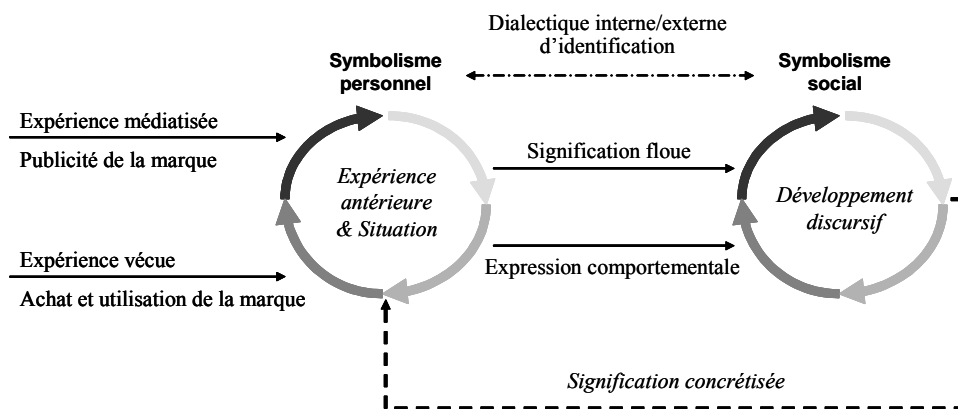 Dialectique interne/externe
d'identification
Symbolisme
personnel
Symbolisme
social
Expérience médiatisée
Publicité de la marque
Expérience
antérieure
& Situation
Signification floue
Développement
discursif
Expérience vécue
Achat et utilisation de la marque
Expression comportementale
Signification concrétisée